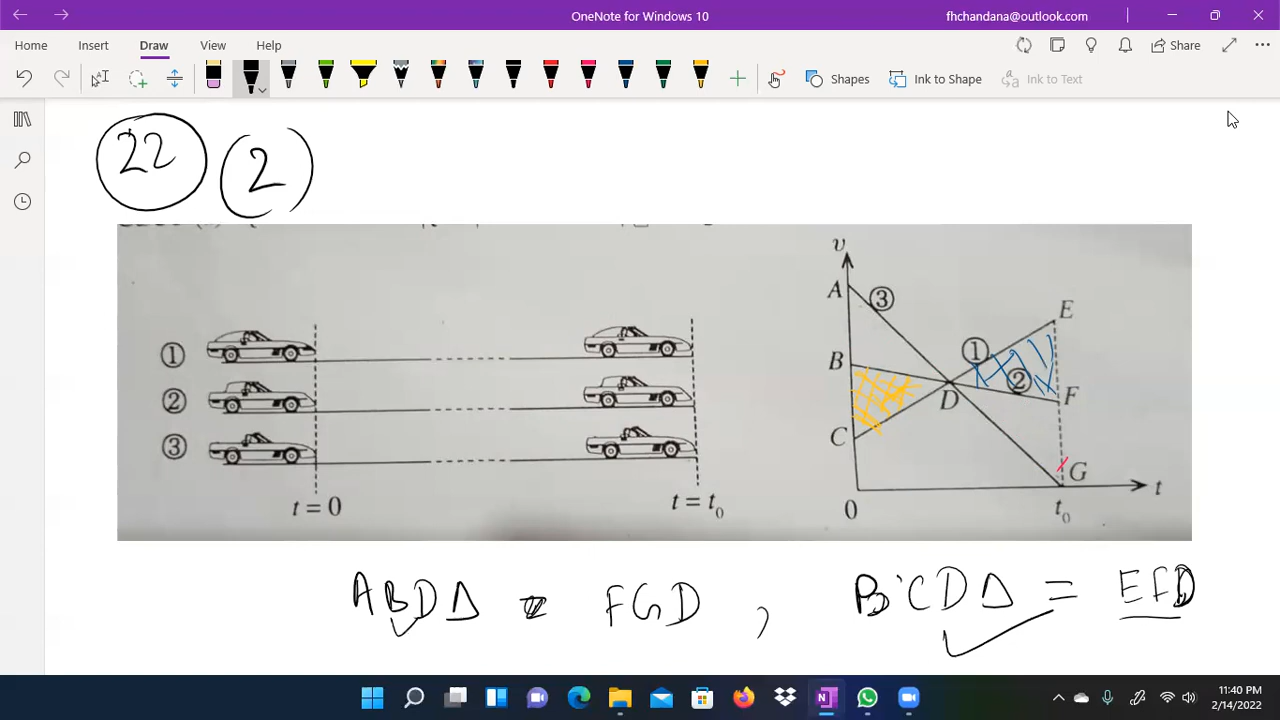 OneNote for Windows 10
fhchandana@outlook.com
Home Insert Draw View Help
Share
Shapes
Ink to Shape
Ink to Text
22 (2)
① 
② 
③ 
t = 0
t = t₀
v
A ③
B
C
D
① E
② F
G
0
t₀
t
ABDΔ = FGD , BCDΔ = EFD
11:40 PM
2/14/2022